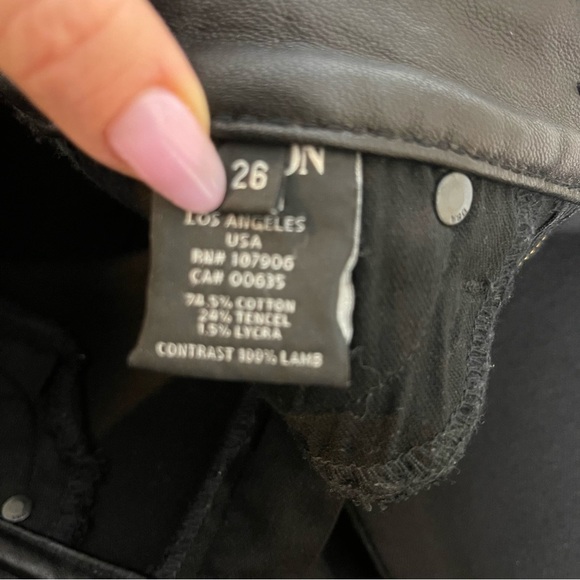 26
LOS ANGELES
USA
RN# 107906
CA# 00635
74.5% COTTON
24% TENCEL
1.5% LYCRA
CONTRAST 100% LAMB